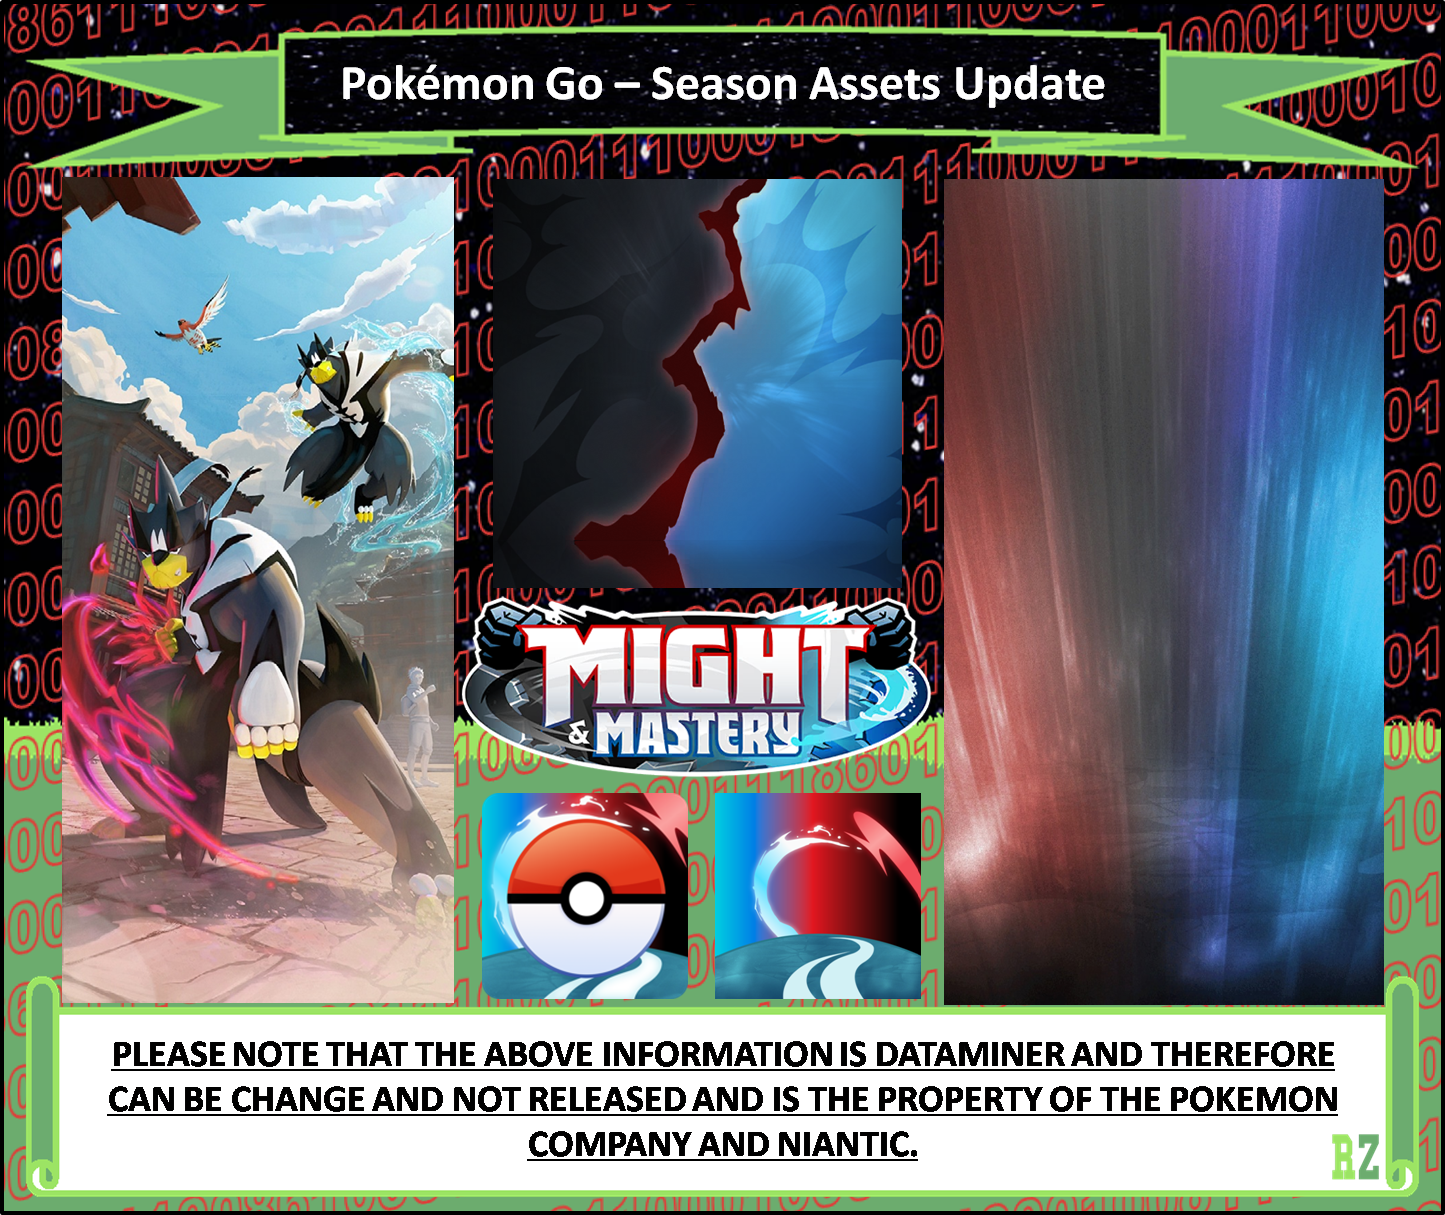 Pokémon Go – Season Assets Update
MIGHT
& MASTERY
PLEASE NOTE THAT THE ABOVE INFORMATION IS DATAMINER AND THEREFORE
CAN BE CHANGE AND NOT RELEASED AND IS THE PROPERTY OF THE POKEMON
COMPANY AND NIANTIC.
RZ